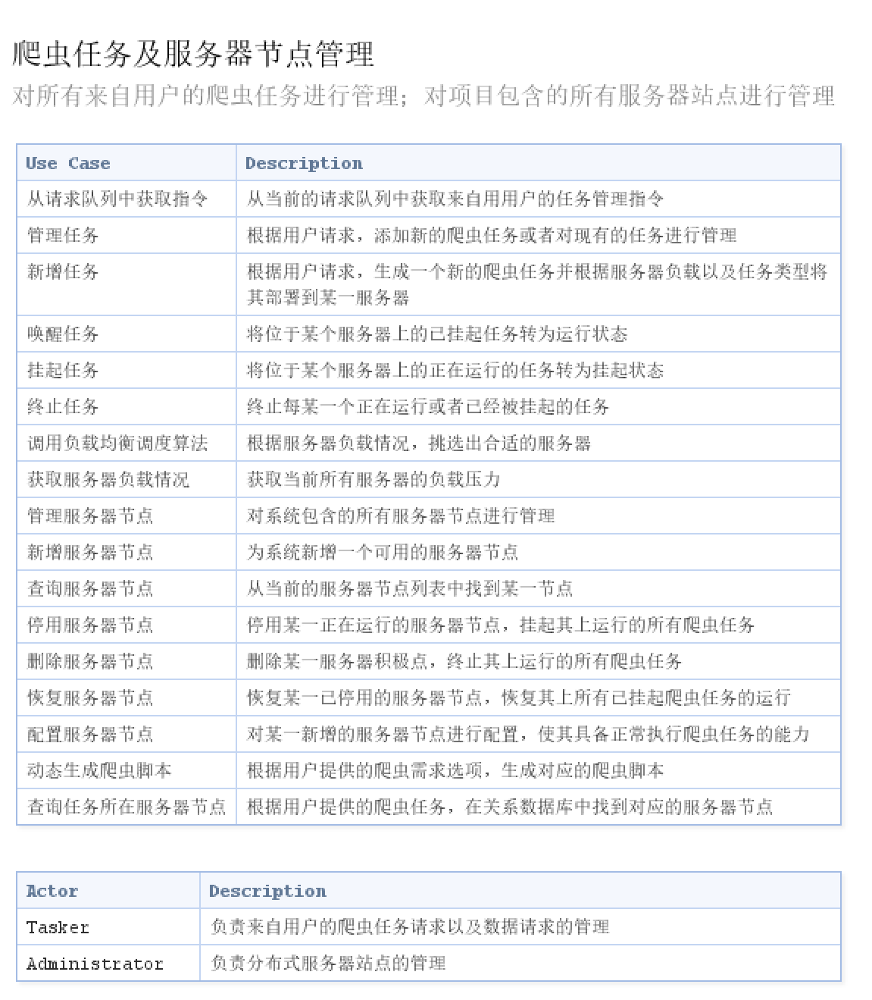 爬虫任务及服务器节点管理
对所有来自用户的爬虫任务进行管理；对项目包含的所有服务器站点进行管理
Use Case Description
从请求队列中获取指令 从当前的请求队列中获取来自用用户的任务管理指令
管理任务 根据用户请求，添加新的爬虫任务或者对现有的任务进行管理
新增任务 根据用户请求，生成一个新的爬虫任务并根据服务器负载以及任务类型将
其部署到某一服务器
唤醒任务 将位于某个服务器上的已挂起任务转为运行状态
挂起任务 将位于某个服务器上的正在运行的任务转为挂起状态
终止任务 终止每某一个正在运行或者已经被挂起的任务
调用负载均衡调度算法 根据服务器负载情况，挑选出合适的服务器
获取服务器负载情况 获取当前所有服务器的负载压力
管理服务器节点 对系统包含的所有服务器节点进行管理
新增服务器节点 为系统新增一个可用的服务器节点
查询服务器节点 从当前的服务器节点列表中找到某一节点
停用服务器节点 停用某一正在运行的服务器节点，挂起其上运行的所有爬虫任务
删除服务器节点 删除某一服务器积极点，终止其上运行的所有爬虫任务
恢复服务器节点 恢复某一已停用的服务器节点，恢复其上所有已挂起爬虫任务的运行
配置服务器节点 对某一新增的服务器节点进行配置，使其具备正常执行爬虫任务的能力
动态生成爬虫脚本 根据用户提供的爬虫需求选项，生成对应的爬虫脚本
查询任务所在服务器节点 根据用户提供的爬虫任务，在关系数据库中找到对应的服务器节点
Actor Description
Tasker 负责来自用户的爬虫任务请求以及数据请求的管理
Administrator 负责分布式服务器站点的管理